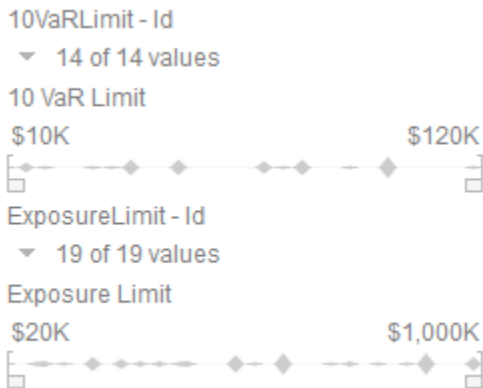 10VaRLimit - Id
14 of 14 values
10 VaR Limit
$10K $120K
ExposureLimit - Id
19 of 19 values
Exposure Limit
$20K $1,000K